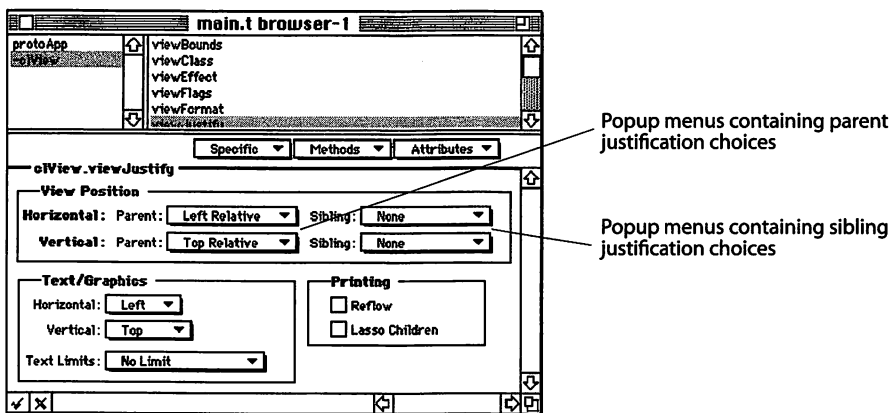 main.t browser-1
protoApp
-clView
viewBounds
viewClass
viewEffect
viewFlags
viewFormat
viewJustify
Specific Methods Attributes
clView.viewJustify
View Position
Horizontal: Parent: Left Relative Sibling: None
Vertical: Parent: Top Relative Sibling: None
Text/Graphics
Horizontal: Left
Vertical: Top
Text Limits: No Limit
Printing
Reflow
Lasso Children
Popup menus containing parent
justification choices
Popup menus containing sibling
justification choices